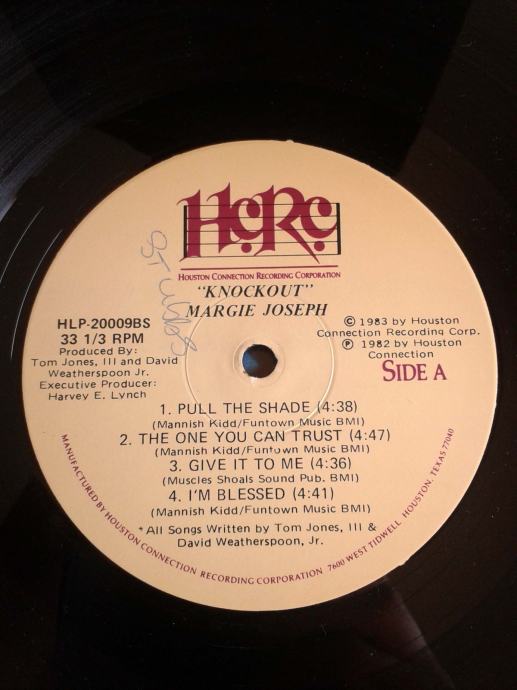 HCRC
HOUSTON CONNECTION RECORDING CORPORATION
"KNOCKOUT"
MARGIE JOSEPH
STUBBS
HLP-20009BS
33 1/3 RPM
Produced By:
Tom Jones, III and David
Weatherspoon Jr.
Executive Producer:
Harvey E. Lynch
© 1983 by Houston
Connection Recording Corp.
℗ 1982 by Houston
Connection
SIDE A
1. PULL THE SHADE (4:38)
(Mannish Kidd/Funtown Music BMI)
2. THE ONE YOU CAN TRUST (4:47)
(Mannish Kidd/Funtown Music BMI)
3. GIVE IT TO ME (4:36)
(Muscles Shoals Sound Pub. BMI)
4. I'M BLESSED (4:41)
(Mannish Kidd/Funtown Music BMI)
*All Songs Written by Tom Jones, III &
David Weatherspoon, Jr.
MANUFACTURED BY HOUSTON CONNECTION RECORDING CORPORATION 7600 WEST TIDWELL HOUSTON, TEXAS 77040